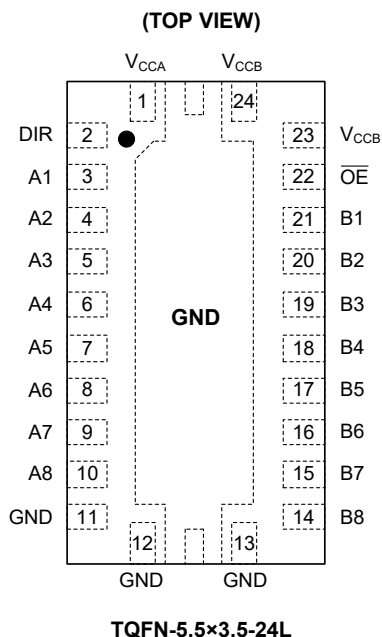 (TOP VIEW)
VCCA VCCB
1 24
DIR 2 23 VCCB
A1 3 22 OE
A2 4 21 B1
A3 5 20 B2
A4 6 19 B3
GND
A5 7 18 B4
A6 8 17 B5
A7 9 16 B6
A8 10 15 B7
GND 11 14 B8
12 13
GND GND
TQFN-5.5×3.5-24L